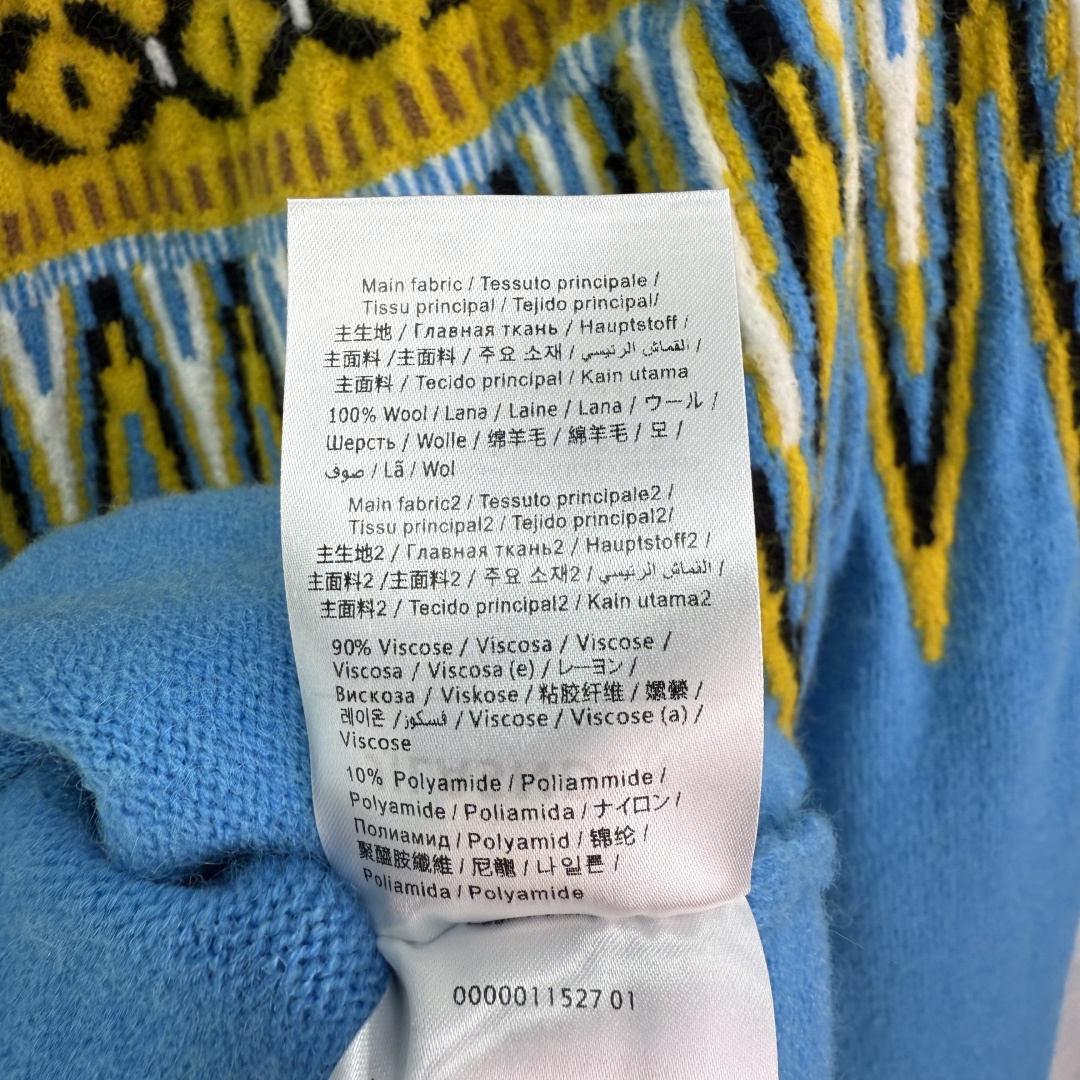 Main fabric / Tessuto principale /
Tissu principal / Tejido principal/
主生地 / Главная ткань / Hauptstoff /
主面料 /主面料 / 주요 소재 / القماش الرئيسي /
主面料 / Tecido principal / Kain utama
100% Wool / Lana / Laine / Lana / ウール /
Шерсть / Wolle / 绵羊毛 / 綿羊毛 / 모 /
صوف / Lã / Wol
Main fabric2 / Tessuto principale2 /
Tissu principal2 / Tejido principal2/
主生地2 / Главная ткань2 / Hauptstoff2 /
主面料2 /主面料2 / 주요 소재2 / القماش الرئيسي /
主面料2 / Tecido principal2 / Kain utama2
90% Viscose / Viscosa / Viscose /
Viscosa / Viscosa (e) / レーヨン /
Вискоза / Viskose / 粘胶纤维 / 嫘縈 /
레이온 / فسكوز / Viscose / Viscose (a) /
Viscose
10% Polyamide / Poliammide /
Polyamide / Poliamida / ナイロン /
Полиамид / Polyamid / 锦纶 /
聚醯胺纖維 / 尼龍 / 나일론 /
Poliamida / Polyamide
0000011527 01